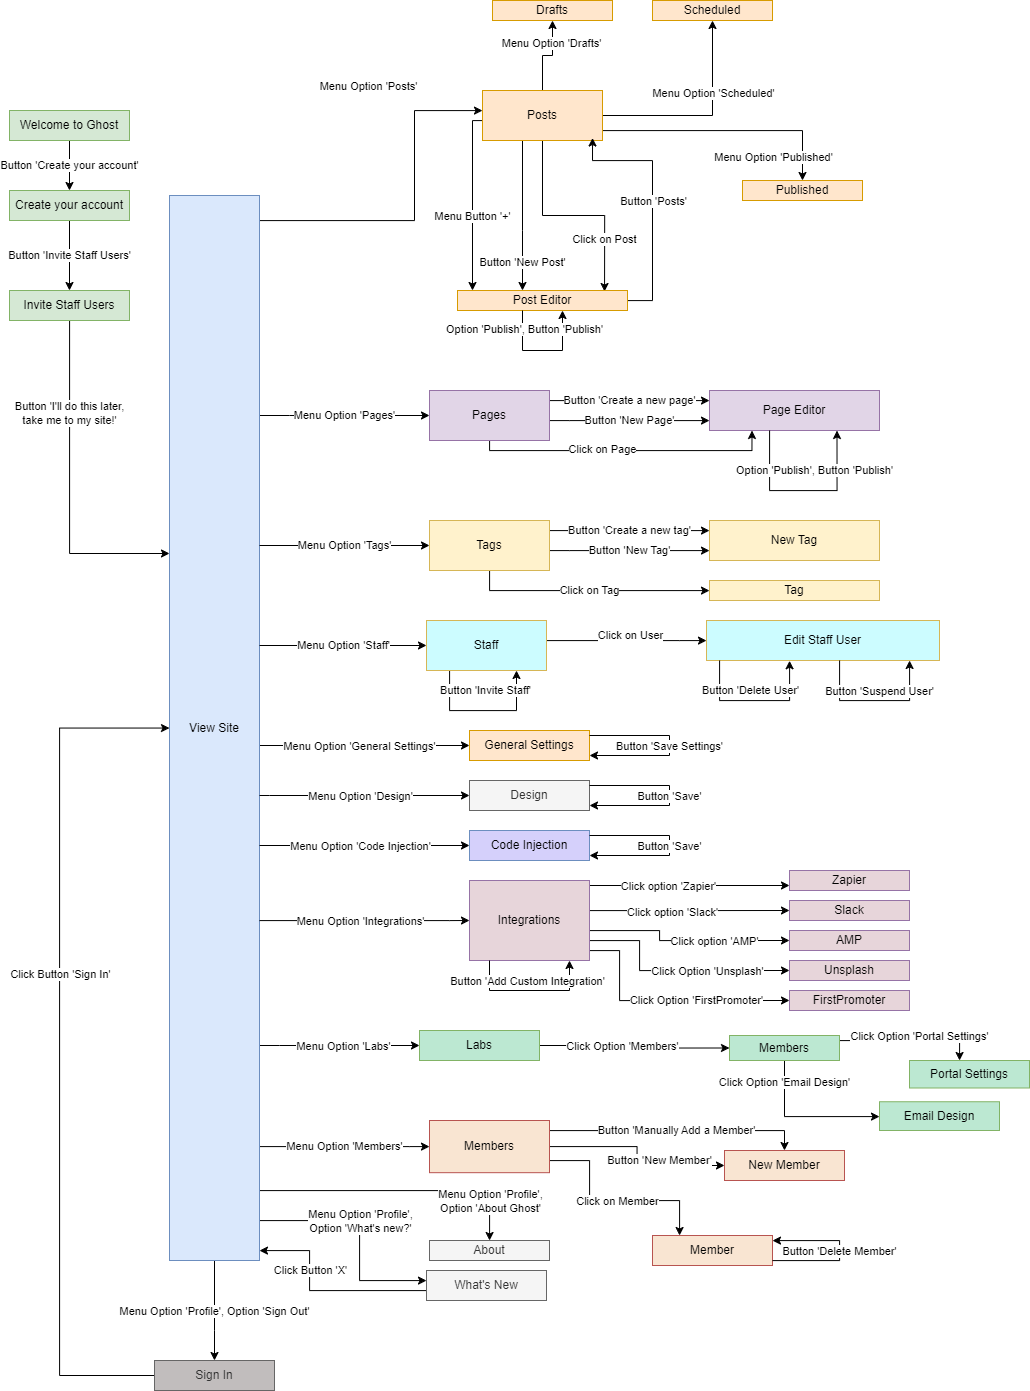 Drafts
Scheduled
Menu Option 'Drafts'
Menu Option 'Posts'
Menu Option 'Scheduled'
Posts
Welcome to Ghost
Menu Option 'Published'
Button 'Create your account'
Published
Create your account
Button 'Posts'
Menu Button '+'
Click on Post
Button 'Invite Staff Users'
Button 'New Post'
Invite Staff Users
Post Editor
Option 'Publish', Button 'Publish'
Button 'I'll do this later,
take me to my site!'
Menu Option 'Pages'
Pages
Button 'Create a new page'
Button 'New Page'
Page Editor
Click on Page
Option 'Publish', Button 'Publish'
Menu Option 'Tags'
Tags
Button 'Create a new tag'
Button 'New Tag'
New Tag
Click on Tag
Tag
Menu Option 'Staff'
Staff
Click on User
Edit Staff User
Button 'Invite Staff'
Button 'Delete User'
Button 'Suspend User'
View Site
Menu Option 'General Settings'
General Settings
Button 'Save Settings'
Menu Option 'Design'
Design
Button 'Save'
Menu Option 'Code Injection'
Code Injection
Button 'Save'
Menu Option 'Integrations'
Integrations
Click option 'Zapier'
Zapier
Click option 'Slack'
Slack
Click option 'AMP'
AMP
Click Option 'Unsplash'
Unsplash
Click Option 'FirstPromoter'
FirstPromoter
Button 'Add Custom Integration'
Click Button 'Sign In'
Menu Option 'Labs'
Labs
Click Option 'Members'
Members
Click Option 'Portal Settings'
Portal Settings
Click Option 'Email Design'
Email Design
Menu Option 'Members'
Members
Button 'Manually Add a Member'
Button 'New Member'
New Member
Click on Member
Member
Button 'Delete Member'
Menu Option 'Profile',
Option 'About Ghost'
About
Menu Option 'Profile',
Option 'What's new?'
Click Button 'X'
What's New
Menu Option 'Profile', Option 'Sign Out'
Sign In